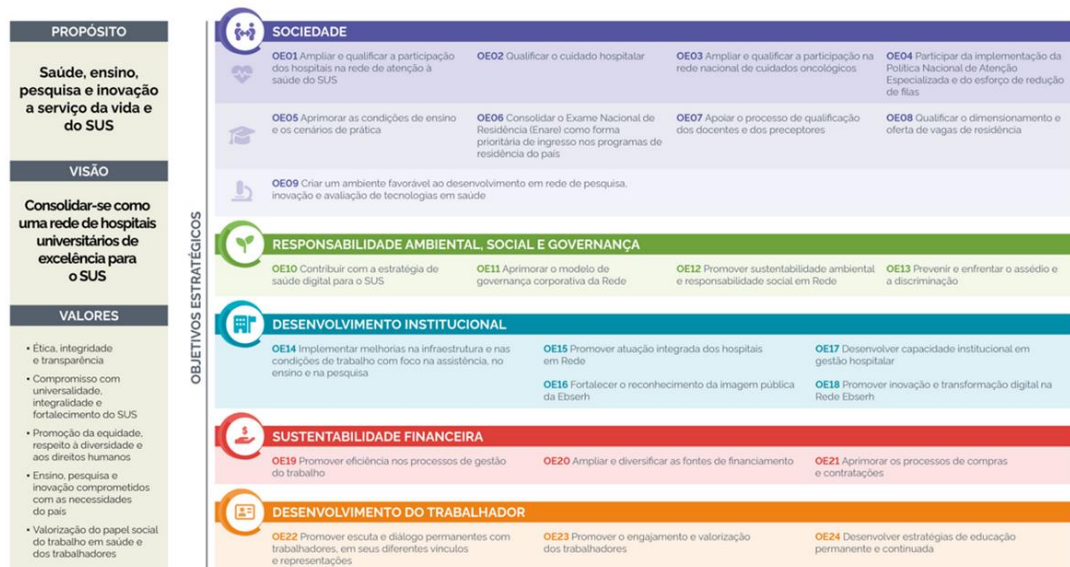 PROPÓSITO
Saúde, ensino,
pesquisa e inovação
a serviço da vida e
do SUS
VISÃO
Consolidar-se como
uma rede de hospitais
universitários de
excelência para
o SUS
VALORES
• Ética, integridade
e transparência
• Compromisso com
universalidade,
integralidade e
fortalecimento do SUS
• Promoção da equidade,
respeito à diversidade e
aos direitos humanos
• Ensino, pesquisa e
inovação comprometidos
com as necessidades
do país
• Valorização do papel social
do trabalho em saúde e
dos trabalhadores
OBJETIVOS ESTRATÉGICOS
SOCIEDADE
OE01 Ampliar e qualificar a participação
dos hospitais na rede de atenção à
saúde do SUS
OE02 Qualificar o cuidado hospitalar
OE03 Ampliar e qualificar a participação na
rede nacional de cuidados oncológicos
OE04 Participar da implementação da
Política Nacional de Atenção
Especializada e do esforço de redução
de filas
OE05 Aprimorar as condições de ensino
e os cenários de prática
OE06 Consolidar o Exame Nacional de
Residência (Enare) como forma
prioritária de ingresso nos programas de
residência do país
OE07 Apoiar o processo de qualificação
dos docentes e dos preceptores
OE08 Qualificar o dimensionamento e
oferta de vagas de residência
OE09 Criar um ambiente favorável ao desenvolvimento em rede de pesquisa,
inovação e avaliação de tecnologias em saúde
RESPONSABILIDADE AMBIENTAL, SOCIAL E GOVERNANÇA
OE10 Contribuir com a estratégia de
saúde digital para o SUS
OE11 Aprimorar o modelo de
governança corporativa da Rede
OE12 Promover sustentabilidade ambiental
e responsabilidade social em Rede
OE13 Prevenir e enfrentar o assédio e
a discriminação
DESENVOLVIMENTO INSTITUCIONAL
OE14 Implementar melhorias na infraestrutura e nas
condições de trabalho com foco na assistência, no
ensino e na pesquisa
OE15 Promover atuação integrada dos hospitais
em Rede
OE16 Fortalecer o reconhecimento da imagem pública
da Ebserh
OE17 Desenvolver capacidade institucional em
gestão hospitalar
OE18 Promover inovação e transformação digital na
Rede Ebserh
$
SUSTENTABILIDADE FINANCEIRA
OE19 Promover eficiência nos processos de gestão
do trabalho
OE20 Ampliar e diversificar as fontes de financiamento
OE21 Aprimorar os processos de compras
e contratações
DESENVOLVIMENTO DO TRABALHADOR
OE22 Promover escuta e diálogo permanentes com
trabalhadores, em seus diferentes vínculos
e representações
OE23 Promover o engajamento e valorização
dos trabalhadores
OE24 Desenvolver estratégias de educação
permanente e continuada